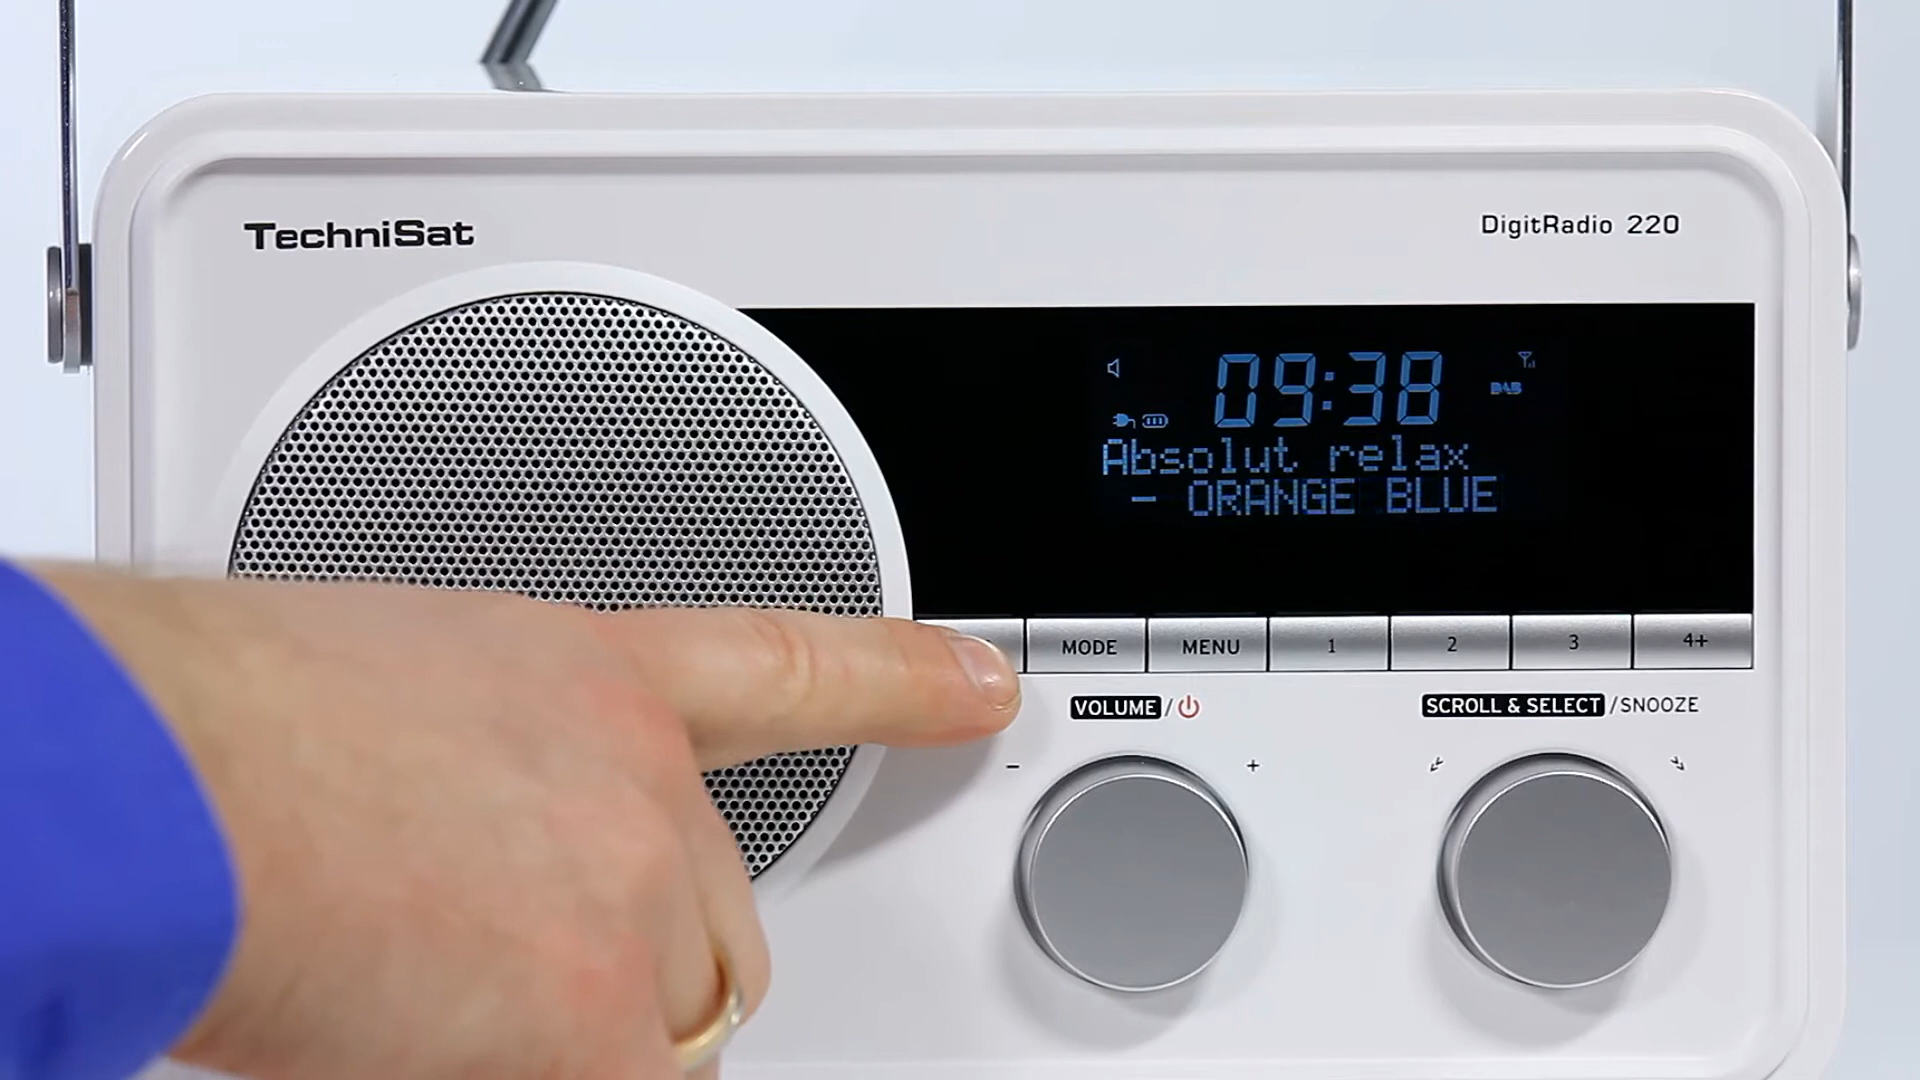 TechniSat
DigitRadio 220
09:38
DAB
Absolut relax
- ORANGE BLUE
MODE
MENU
1
2
3
4+
VOLUME/
SCROLL & SELECT/SNOOZE
- +